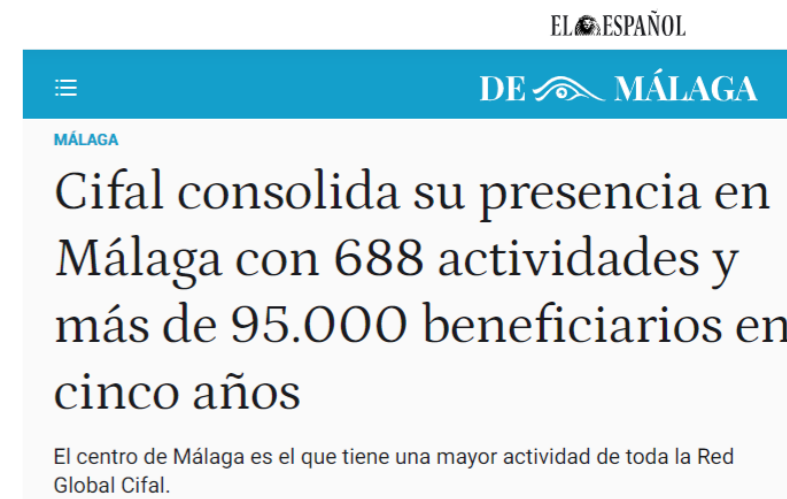 EL ESPAÑOL
DE MÁLAGA
MÁLAGA
Cifal consolida su presencia en
Málaga con 688 actividades y
más de 95.000 beneficiarios en
cinco años
El centro de Málaga es el que tiene una mayor actividad de toda la Red
Global Cifal.